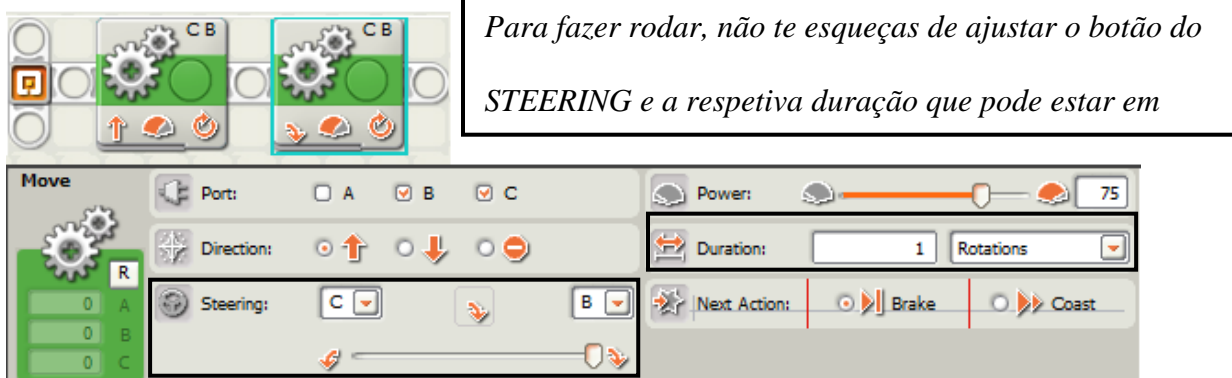 C B
C B
Para fazer rodar, não te esqueças de ajustar o botão do
STEERING e a respetiva duração que pode estar em
Move
R
0 A
0 B
0 C
Port: A B C
Direction:
Steering: C B
Power: 75
Duration: 1 Rotations
Next Action: Brake Coast